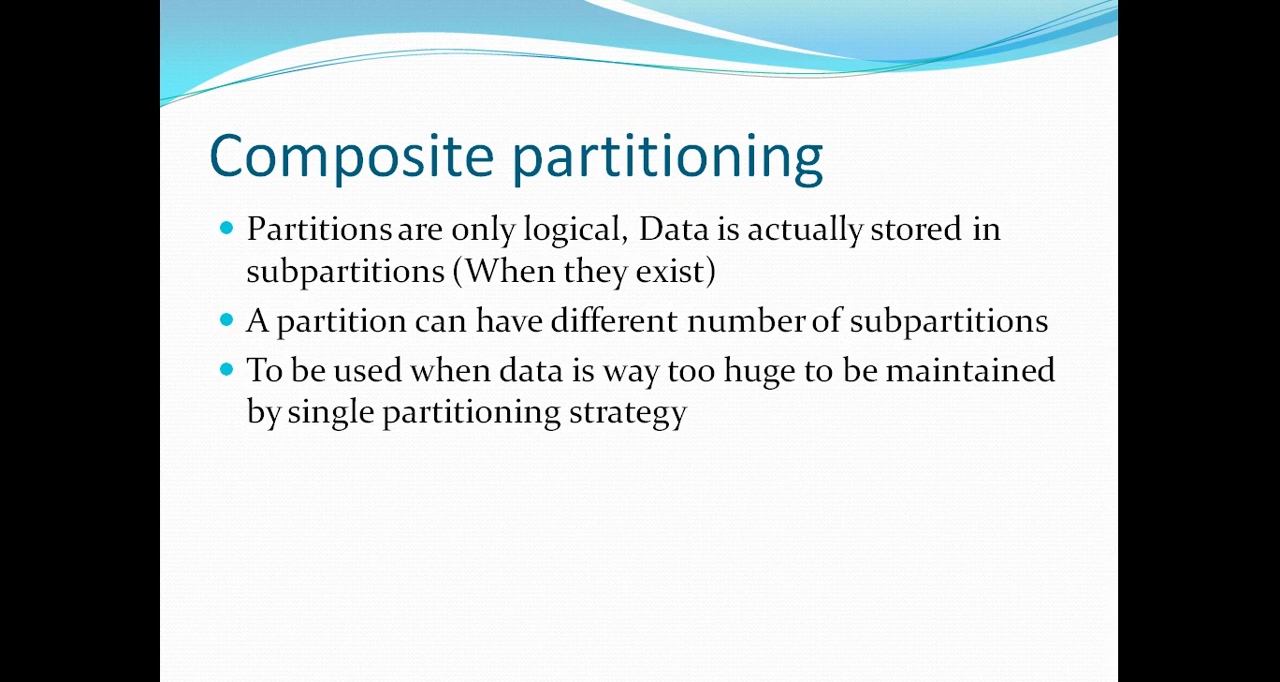 Composite partitioning
Partitions are only logical, Data is actually stored in
subpartitions (When they exist)
A partition can have different number of subpartitions
To be used when data is way too huge to be maintained
by single partitioning strategy